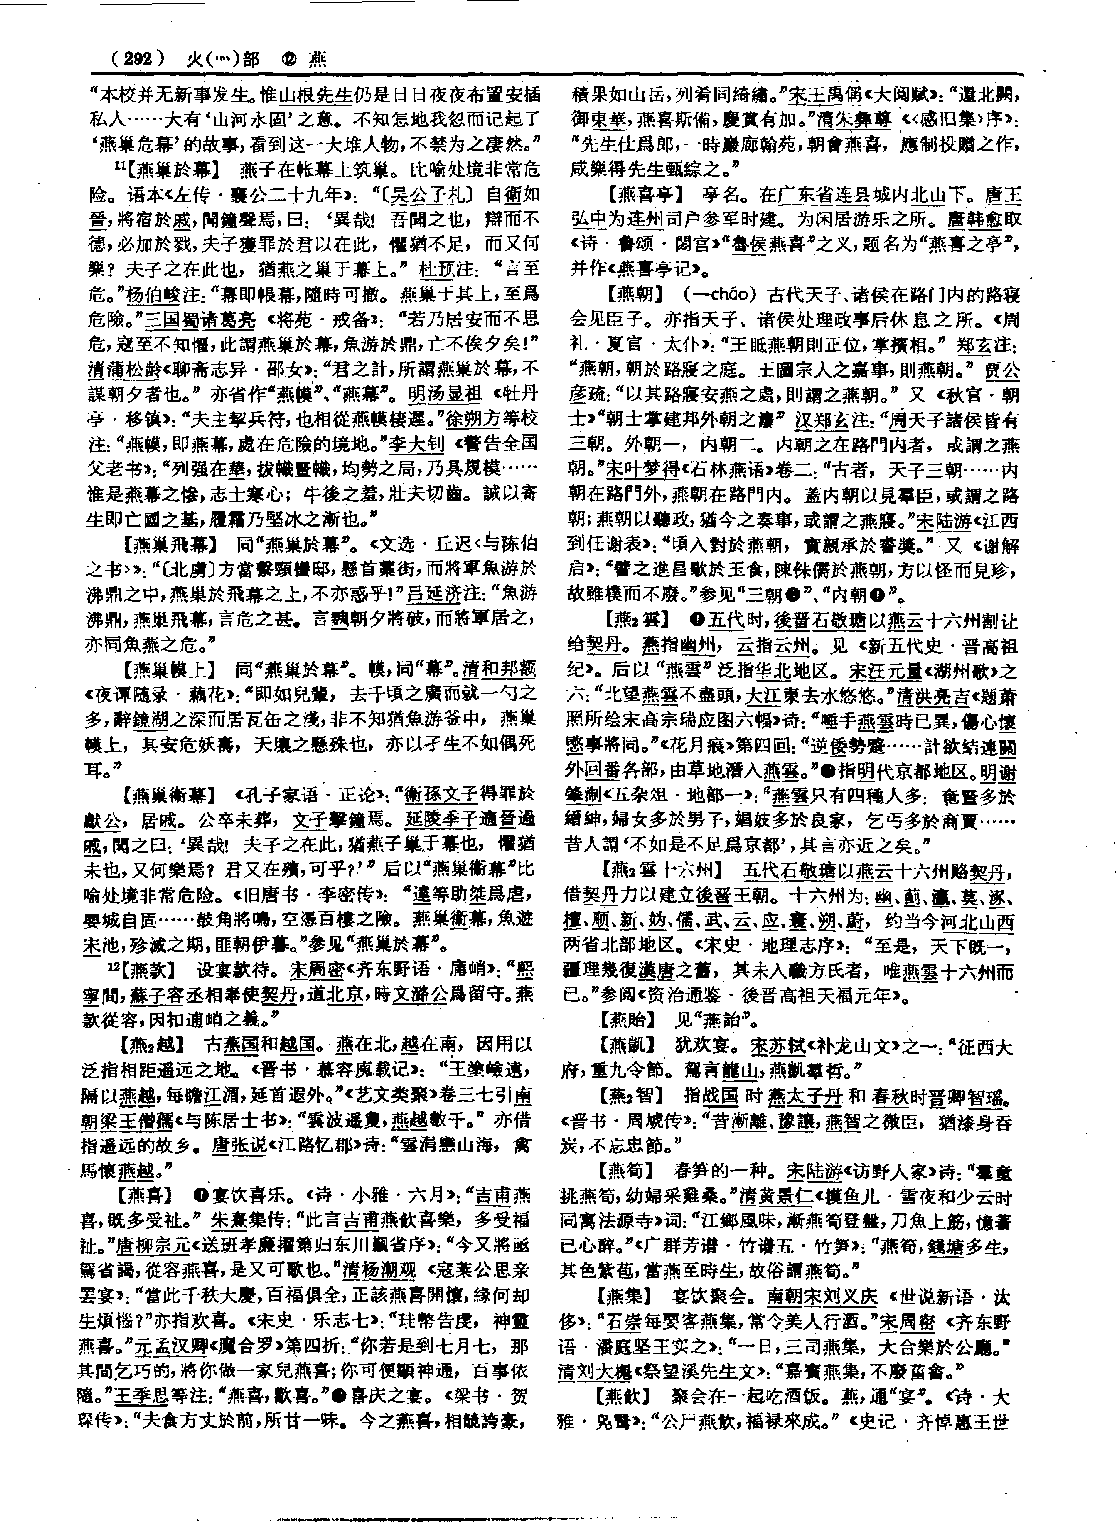 (292) 火(灬)部 ⑫ 燕
“本校并无新事发生。惟山根先生仍是日日夜夜布置安插
私人……大有‘山河永固’之意。不知怎地我忽而记起了
‘燕巢危幕’的故事,看到这一大堆人物,不禁为之凄然。”
11【燕巢於幕】 燕子在帐幕上筑巢。比喻处境非常危
险。语本《左传·襄公二十九年》:“〔吴公子札〕自衛如
晉,將宿於戚,聞鐘聲焉,曰:‘異哉!吾聞之也,辯而不
德,必加於戮,夫子獲罪於君以在此,懼猶不足,而又何
樂?夫子之在此也,猶燕之巢于幕上。”杜预注:“言至
危。”杨伯峻注:“幕即帳幕,隨時可撤。燕巢于其上,至爲
危險。”三国蜀诸葛亮《将苑·戒备》:“若乃居安而不思
危,寇至不知懼,此謂燕巢於幕,魚游於鼎,亡不俟夕矣!”
清蒲松龄《聊斋志异·邵女》:“君之計,所謂燕巢於幕,不
謀朝夕者也。”亦省作“燕幙”、“燕幕”。明汤显祖《牡丹
亭·移镇》:“夫主掌兵符,也相從燕幙棲遲。”徐朔方等校
注:“燕幙,即燕幕,處在危險的境地。”李大钊《警告全国
父老书》:“列强在華,拔幟豎幟,均勢之局,乃具規模……
惟是燕幕之慘,志士寒心;牛後之羞,壯夫切齒。誠以寄
生即亡國之基,履霜乃堅冰之漸也。”
【燕巢飛幕】 同“燕巢於幕”。《文选·丘迟〈与陈伯
之书〉》:“〔北虜〕方當繫頸蠻邸,懸首藁街,而將軍魚游於
沸鼎之中,燕巢於飛幕之上,不亦惑乎!”吕延济注:“魚游
沸鼎,燕巢飛幕,言危之甚。言魏朝夕將破,而將軍居之,
亦同魚燕之危。”
【燕巢幙上】 同“燕巢於幕”。幙,同“幕”。清和邦额
《夜谭随录·藕花》:“即如兒輩,去千頃之廣而就一勺之
多,辭鏡湖之深而居瓦缶之淺,非不知猶魚游釜中,燕巢
幙上,其安危妖壽,天壤之懸殊也,亦以孑生不如偶死
耳。”
【燕巢衛幕】 《孔子家语·正论》:“衛孫文子得罪於
獻公,居戚。公卒未葬,文子擊鐘焉。延陵季子適晉過
戚,聞之曰:‘異哉!夫子之在此,猶燕子巢于幕也,懼猶
未也,又何樂焉?君又在殯,可乎?’”后以“燕巢衛幕”比
喻处境非常危险。《旧唐书·李密传》:“遠等助桀爲虐,
嬰城自固……鼓角將鳴,空憑百樓之險。燕巢衛幕,魚遊
宋池,殄滅之期,匪朝伊暮。”参见“燕巢於幕”。
12【燕款】 设宴款待。宋周密《齐东野语·庸峭》:“熙
寧間,蘇子容丞相奉使契丹,道北京,時文潞公爲留守。燕
款從容,因扣逋峭之義。”
【燕2越】 古燕国和越国。燕在北,越在南,因用以
泛指相距遥远之地。《晋书·慕容廆载记》:“王塗嶮遠,
隔以燕越,每瞻江湄,延首遐外。”《艺文类聚》卷三七引南
朝梁王僧孺《与陈居士书》:“雲波遥敻,燕越數千。”亦借
指遥远的故乡。唐张说《江路忆郡》诗:“雲涓戀山海,禽
馬懷燕越。”
【燕喜】 ❶宴饮喜乐。《诗·小雅·六月》:“吉甫燕
喜,既多受祉。”朱熹集传:“此言吉甫燕飲喜樂,多受福
祉。”唐柳宗元《送班孝廉擢第归东川觐省序》:“今又將亟
駕省謁,從容燕喜,是又可歌也。”清杨潮观《寇莱公思亲
罢宴》:“當此千秋大慶,百福俱全,正該燕喜開懷,緣何却
生煩惱?”亦指欢喜。《宋史·乐志七》:“珪幣告虔,神靈
燕喜。”元孟汉卿《魔合罗》第四折:“你若是到七月七,那
其間乞巧的,將你做一家兒燕喜;你可便顯神通,百事依
隨。”王季思等注:“燕喜,歡喜。”❷喜庆之宴。《梁书·贺
琛传》:“夫食方丈於前,所甘一味。今之燕喜,相競誇豪,
積果如山岳,列肴同綺繡。”宋王禹偁《大阅赋》:“還北闕,
御東華,燕喜斯備,慶賞有加。”清朱彝尊《〈感旧集〉序》:
“先生仕爲郎,一時巖廊翰苑,朝會燕喜,應制投贈之作,
咸樂得先生甄綜之。”
【燕喜亭】 亭名。在广东省连县城内北山下。唐王
弘中为连州司户参军时建。为闲居游乐之所。唐韩愈取
《诗·鲁颂·閟宫》“魯侯燕喜”之义,题名为“燕喜之亭”,
并作《燕喜亭记》。
【燕朝】 (—cháo)古代天子、诸侯在路门内的路寝
会见臣子。亦指天子、诸侯处理政事后休息之所。《周
礼·夏官·太仆》:“王眡燕朝則正位,掌擯相。”郑玄注:
“燕朝,朝於路寢之庭。王圖宗人之嘉事,則燕朝。”贾公
彦疏:“以其路寢安燕之處,則謂之燕朝。”又《秋官·朝
士》“朝士掌建邦外朝之灋”汉郑玄注:“周天子諸侯皆有
三朝。外朝一,内朝二。内朝之在路門内者,或謂之燕
朝。”宋叶梦得《石林燕语》卷二:“古者,天子三朝……内
朝在路門外,燕朝在路門内。蓋内朝以見羣臣,或謂之路
朝;燕朝以聽政,猶今之奏事,或謂之燕寢。”宋陆游《江西
到任谢表》:“頃入對於燕朝,實親承於睿奬。”又《谢解
启》:“譬之進昌歜於玉食,陳侏儒於燕朝,方以怪而見珍,
故雖樸而不廢。”参见“三朝❷”、“内朝❶”。
【燕2雲】 ❶五代时,後晋石敬瑭以燕云十六州割让
给契丹。燕指幽州,云指云州。见《新五代史·晋高祖
纪》。后以“燕雲”泛指华北地区。宋汪元量《湖州歌》之
六:“北望燕雲不盡頭,大江東去水悠悠。”清洪亮吉《题萧
照所绘宋高宗瑞应图六幅》诗:“唾手燕雲時已異,傷心懷
愍事將同。”《花月痕》第四回:“逆倭勢蹙……計欲結連關
外回番各部,由草地潛入燕雲。”❷指明代京都地区。明谢
肇淛《五杂俎·地部一》:“燕雲只有四種人多:奄豎多於
縉紳,婦女多於男子,娼妓多於良家,乞丐多於商賈……
昔人謂‘不如是不足爲京都’,其言亦近之矣。”
【燕2雲十六州】 五代石敬瑭以燕云十六州赂契丹,
借契丹力以建立後晋王朝。十六州为:幽、蓟、瀛、莫、涿、
檀、顺、新、妫、儒、武、云、应、寰、朔、蔚,约当今河北山西
两省北部地区。《宋史·地理志序》:“至是,天下既一,
疆理幾復漢唐之舊,其未入職方氏者,唯燕雲十六州而
已。”参阅《资治通鉴·後晋高祖天福元年》。
【燕貽】 见“燕詒”。
【燕凱】 犹欢宴。宋苏轼《补龙山文》之一:“征西大
府,重九令節。駕言龍山,燕凱羣哲。”
【燕2智】 指战国时燕太子丹和春秋时晋卿智瑶。
《晋书·周虓传》:“昔漸離、豫讓,燕智之微臣,猶漆身吞
炭,不忘忠節。”
【燕筍】 春笋的一种。宋陆游《访野人家》诗:“羣童
挑燕筍,幼婦采雞桑。”清黄景仁《摸鱼儿·雪夜和少云时
同寓法源寺》词:“江鄉風味,漸燕筍登盤,刀魚上筯,憶著
已心醉。”《广群芳谱·竹谱五·竹笋》:“燕筍,錢塘多生,
其色紫苞,當燕至時生,故俗謂燕筍。”
【燕集】 宴饮聚会。南朝宋刘义庆《世说新语·汰
侈》:“石崇每要客燕集,常令美人行酒。”宋周密《齐东野
语·潘庭坚王实之》:“一日,三司燕集,大合樂於公廳。”
清刘大櫆《祭望溪先生文》:“嘉賓燕集,不廢葅畬。”
【燕飲】 聚会在一起吃酒饭。燕,通“宴”。《诗·大
雅·凫鹥》:“公尸燕飲,福禄來成。”《史记·齐悼惠王世